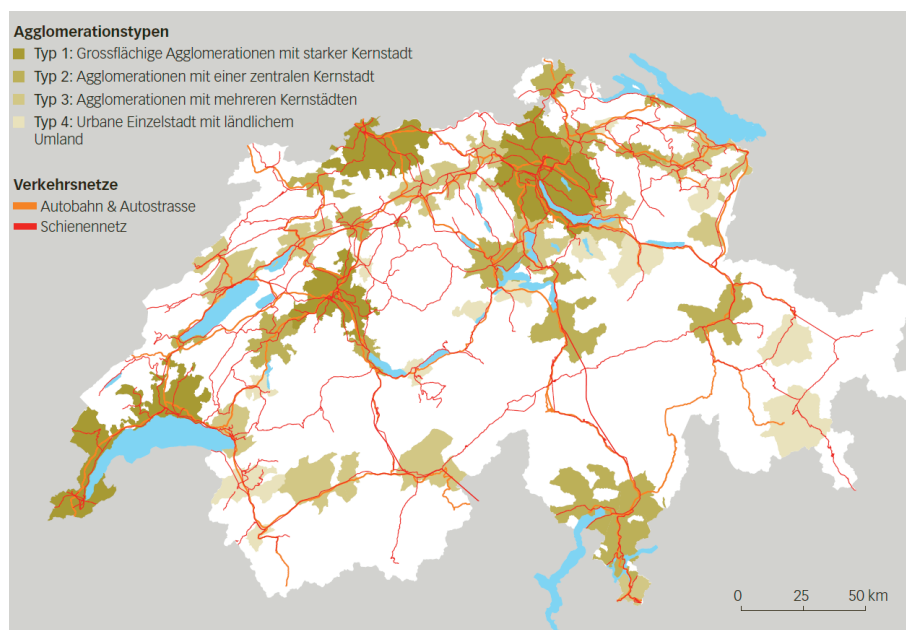 Agglomerationstypen
Typ 1: Grossflächige Agglomerationen mit starker Kernstadt
Typ 2: Agglomerationen mit einer zentralen Kernstadt
Typ 3: Agglomerationen mit mehreren Kernstädten
Typ 4: Urbane Einzelstadt mit ländlichem
Umland
Verkehrsnetze
Autobahn & Autostrasse
Schienennetz
0 25 50 km